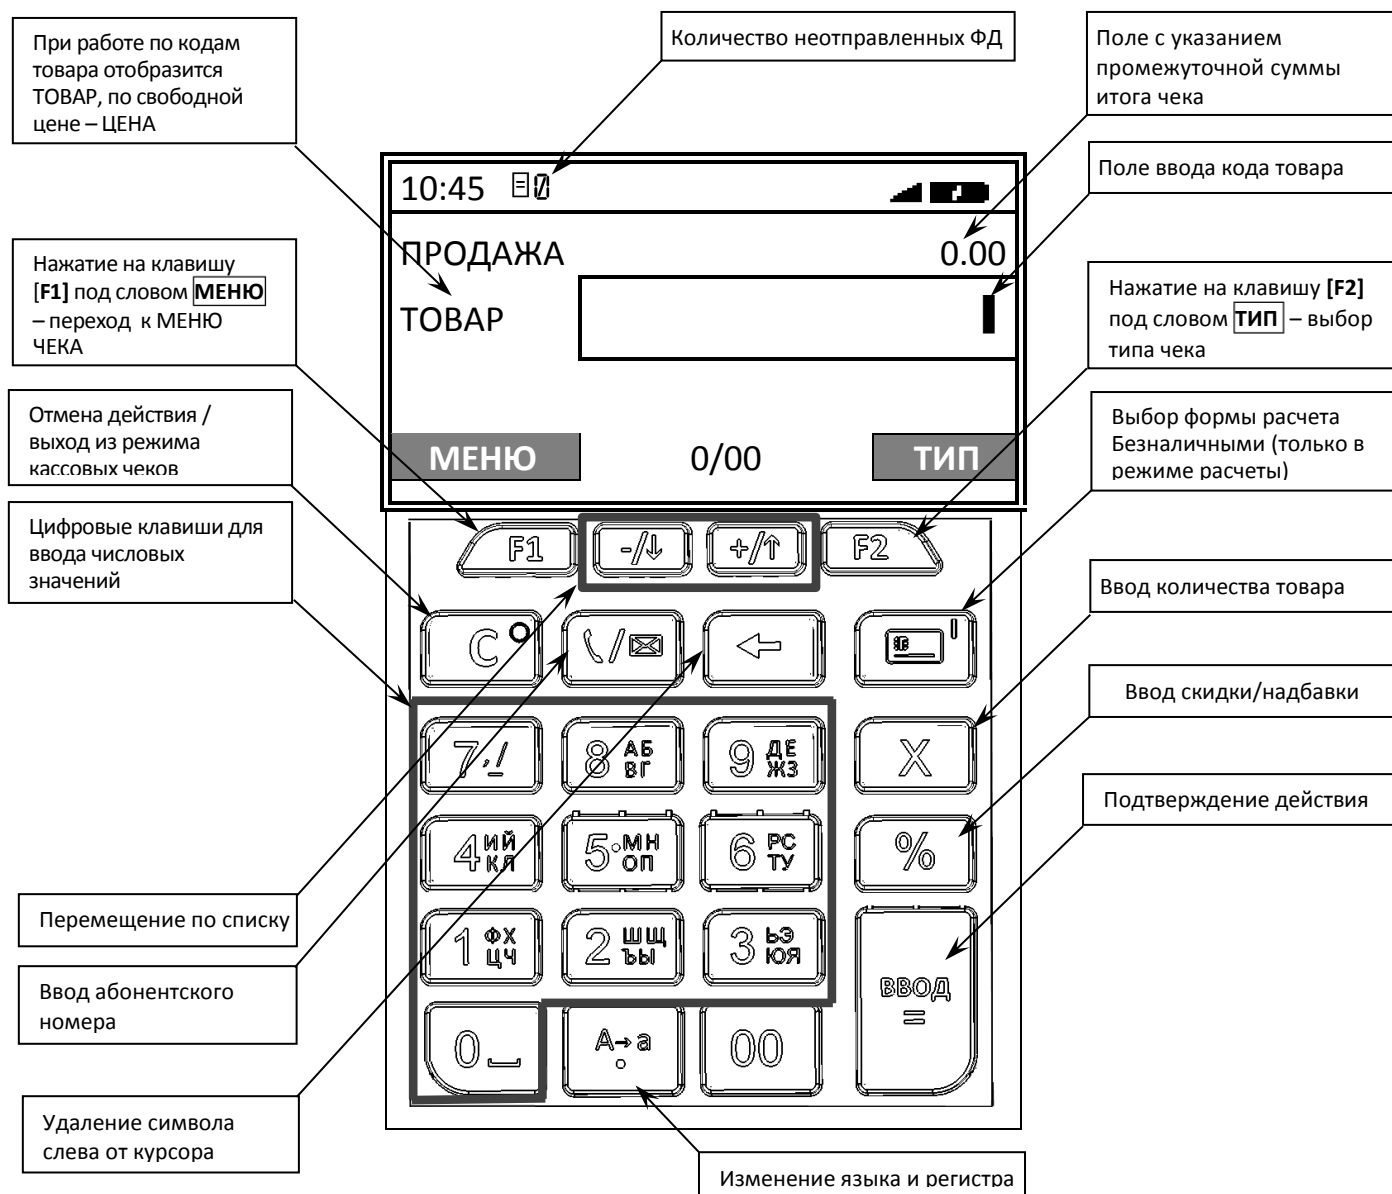 При работе по кодам
товара отобразится
ТОВАР, по свободной
цене – ЦЕНА
Количество неотправленных ФД
Поле с указанием
промежуточной суммы
итога чека
Поле ввода кода товара
10:45 0
ПРОДАЖА 0.00
ТОВАР
МЕНЮ 0/00 ТИП
Нажатие на клавишу
[F1] под словом МЕНЮ
– переход к МЕНЮ
ЧЕКА
Нажатие на клавишу [F2]
под словом ТИП – выбор
типа чека
Отмена действия /
выход из режима
кассовых чеков
Выбор формы расчета
Безналичными (только в
режиме расчеты)
Цифровые клавиши для
ввода числовых
значений
Ввод количества товара
Ввод скидки/надбавки
Подтверждение действия
F1 -/↓ +/↑ F2
C /
7 ,/ 8 АБ 9 ДЕ X
ВГ ЖЗ
4 ИЙ 5 МН 6 РС %
КЛ ОП ТУ
1 ФХ 2 ШЩ 3 ЬЭ
ЦЧ ЪЫ ЮЯ
ВВОД
=
0 A→a 00
Перемещение по списку
Ввод абонентского
номера
Удаление символа
слева от курсора
Изменение языка и регистра